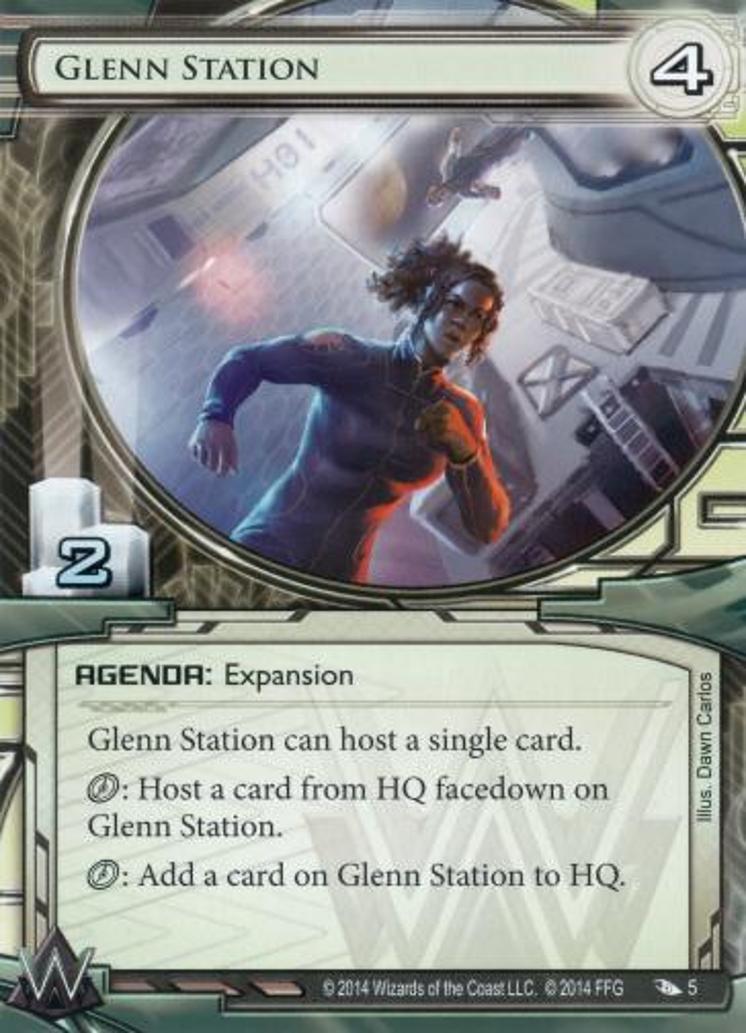 Glenn Station
4
H01
2
AGENDA: Expansion
Glenn Station can host a single card.
: Host a card from HQ facedown on
Glenn Station.
: Add a card on Glenn Station to HQ.
Illus. Dawn Carlos
W
© 2014 Wizards of the Coast LLC. © 2014 FFG
5